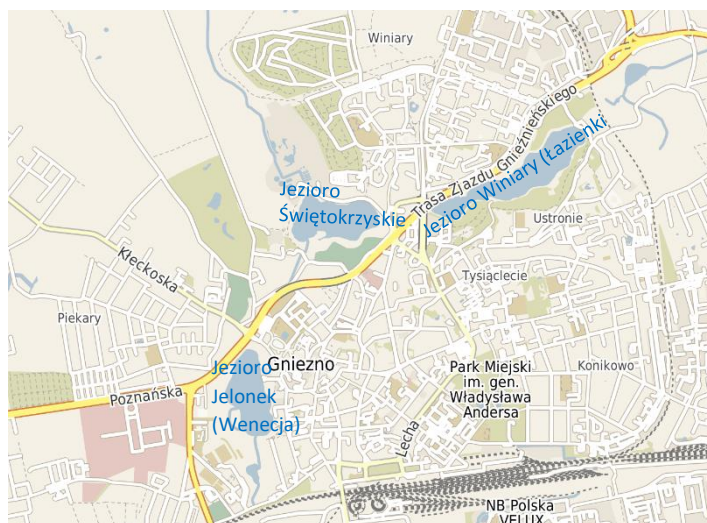 Winiary
Trasa Zjazdu Gnieźnieńskiego
Jezioro Winiary (Łazienki
Jezioro
Świętokrzyskie
Ustronie
Kłeckoska
Tysiąclecie
Piekary
Jezioro
Jelonek
(Wenecja)
Gniezno
Poznańska
Park Miejski
im. gen.
Władysława
Andersa
Konikowo
Lecha
NB Polska
VELUX